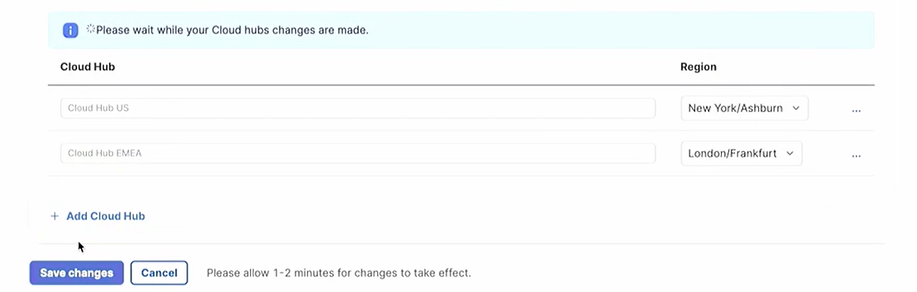 Please wait while your Cloud hubs changes are made.
Cloud Hub Region
Cloud Hub US New York/Ashburn ...
Cloud Hub EMEA London/Frankfurt ...
+ Add Cloud Hub
Save changes Cancel Please allow 1-2 minutes for changes to take effect.